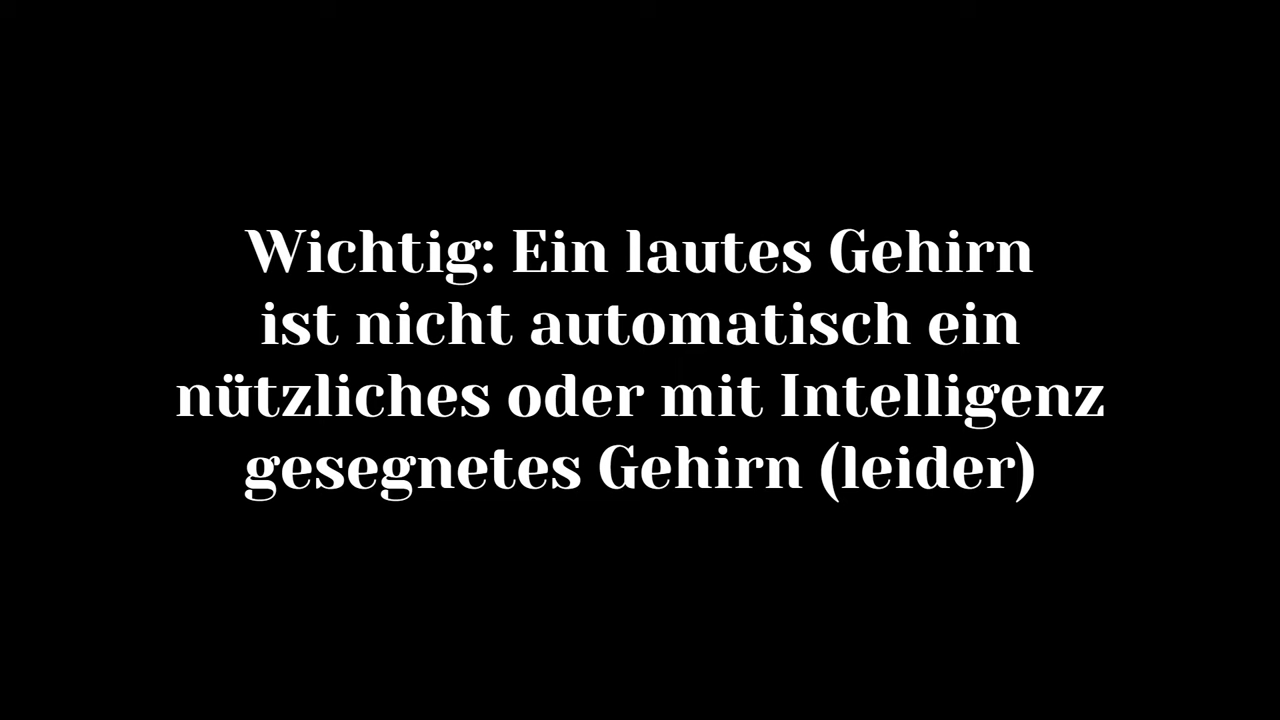 Wichtig: Ein lautes Gehirn
ist nicht automatisch ein
nützliches oder mit Intelligenz
gesegnetes Gehirn (leider)